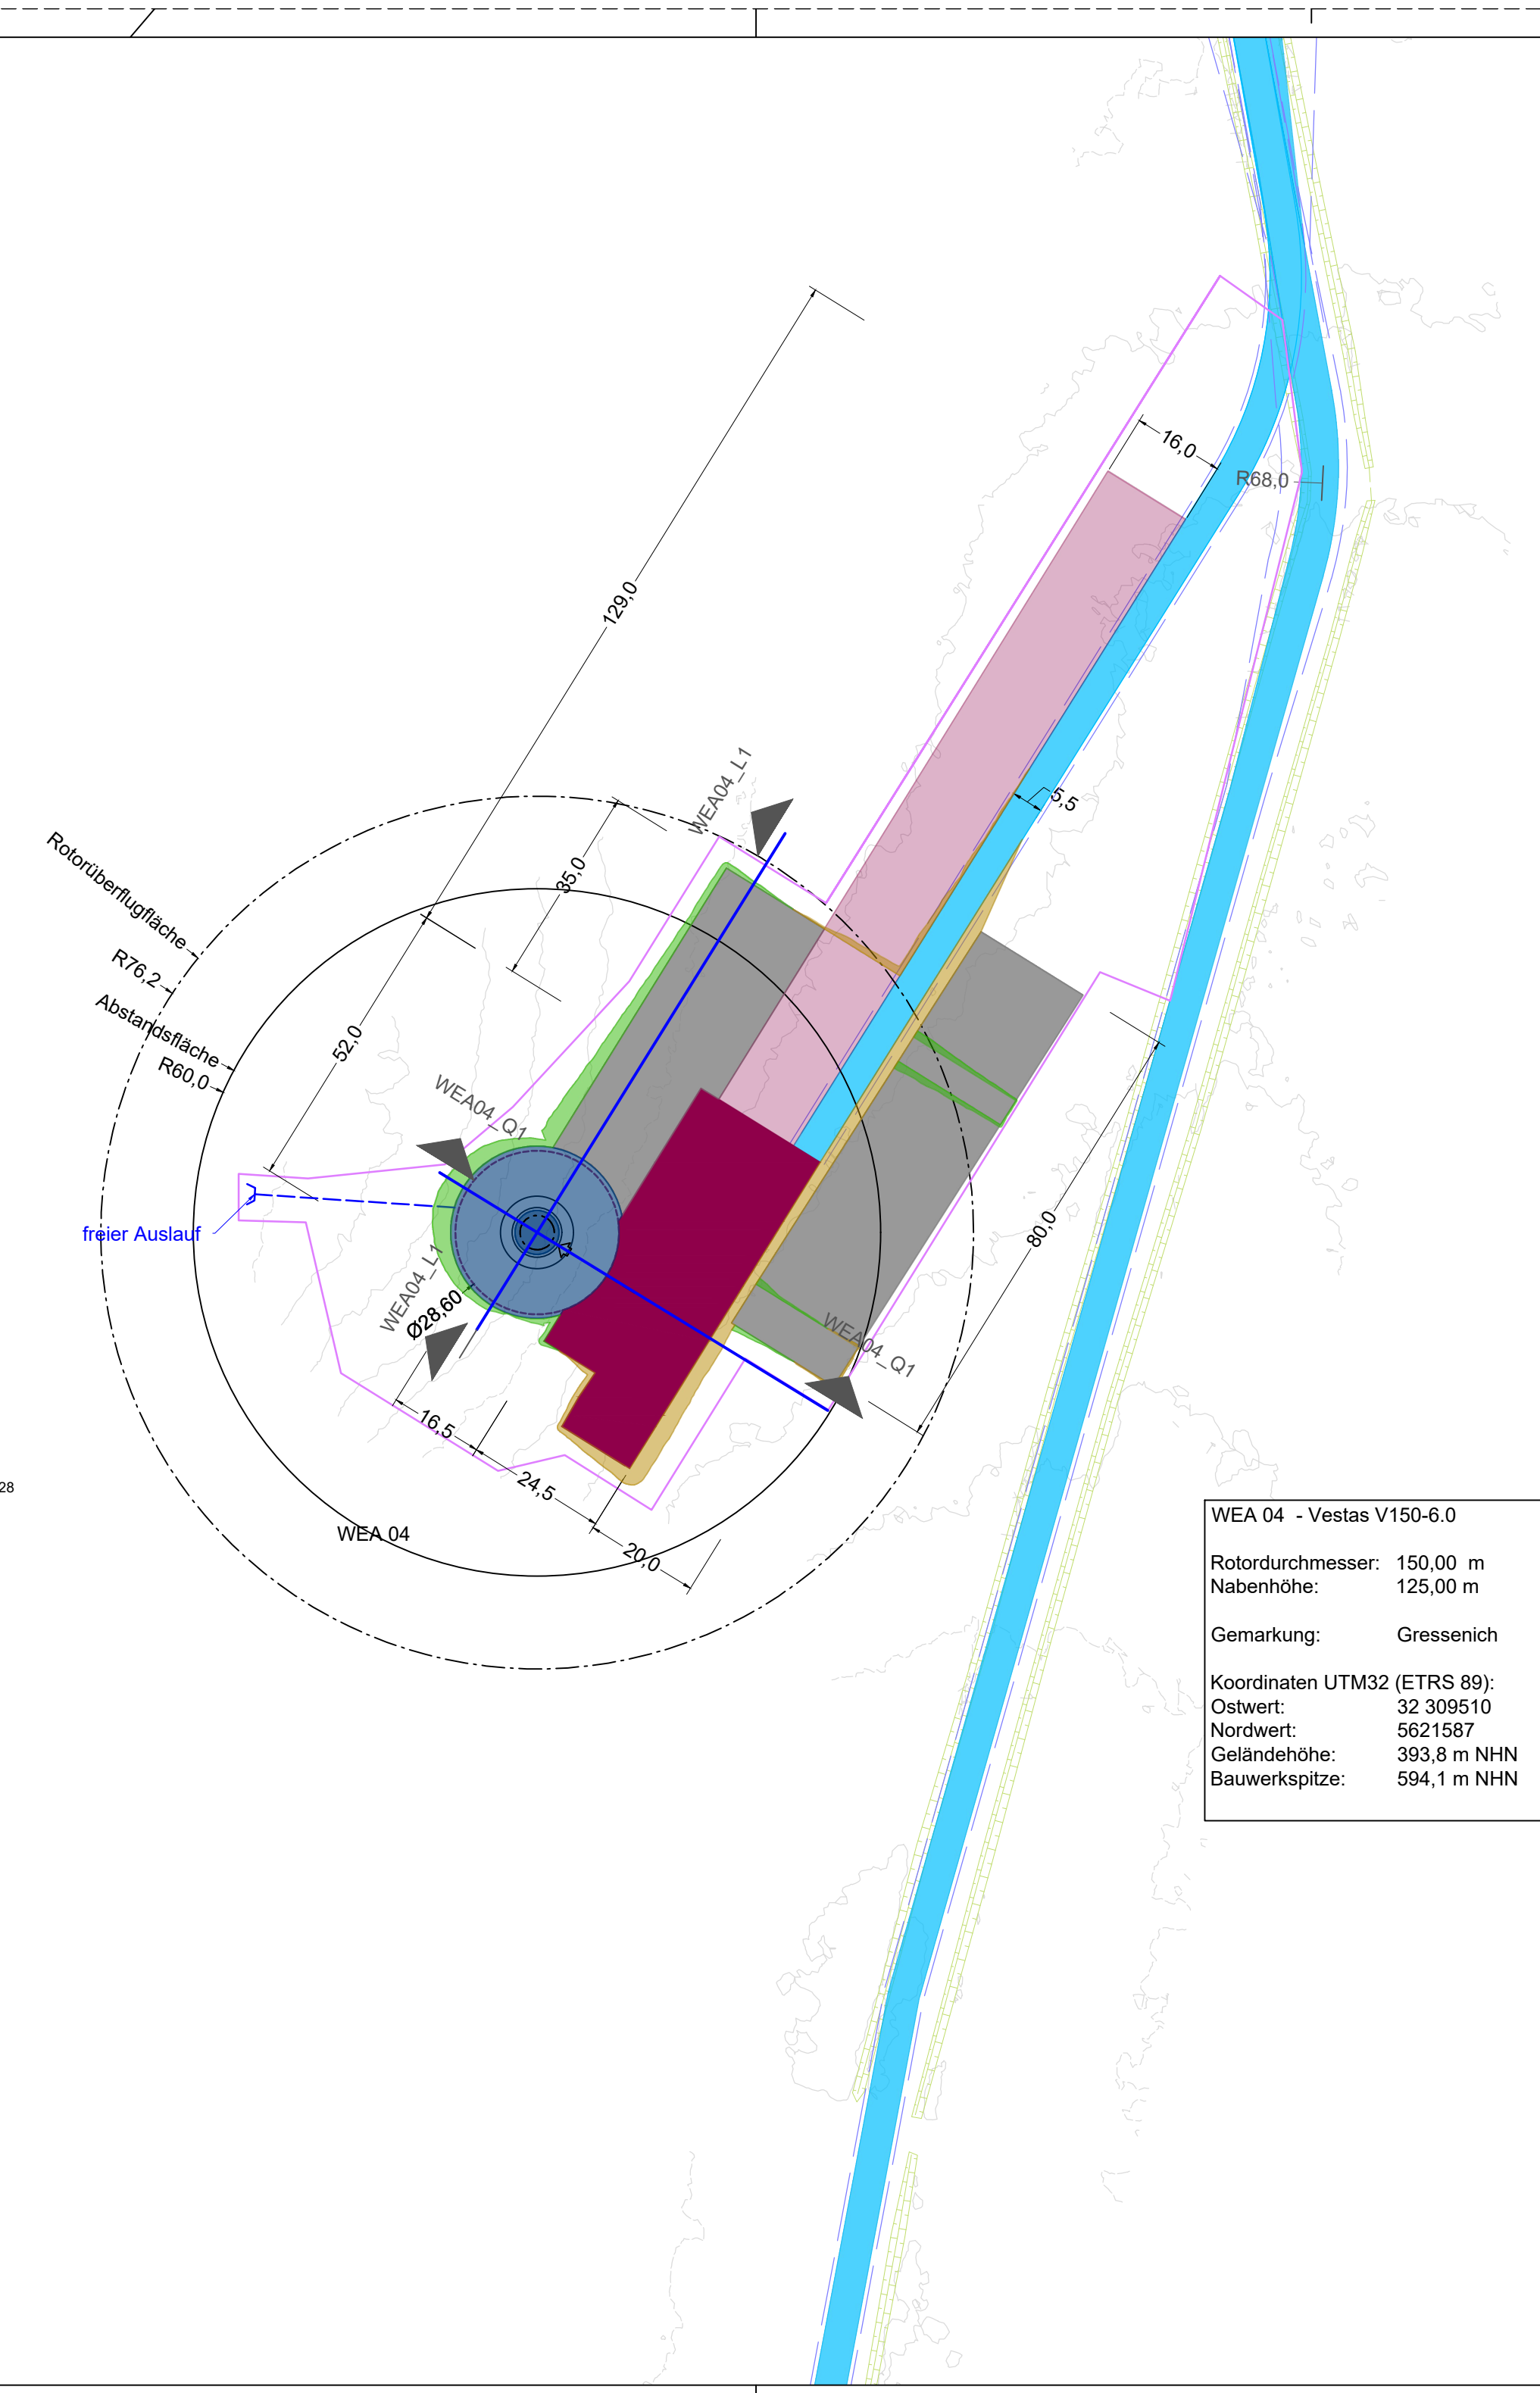 16,0
R68,0
129,0
WEA04_L1
5,5
Rotorüberflugfläche
35,0
R76,2
Abstandsfläche
R60,0
52,0
WEA04_Q1
freier Auslauf
WEA04_L1
Ø28,60
80,0
WEA04_Q1
16,5
24,5
20,0
28
WEA 04
WEA 04 - Vestas V150-6.0
Rotordurchmesser: 150,00 m
Nabenhöhe: 125,00 m
Gemarkung: Gressenich
Koordinaten UTM32 (ETRS 89):
Ostwert: 32 309510
Nordwert: 5621587
Geländehöhe: 393,8 m NHN
Bauwerkspitze: 594,1 m NHN